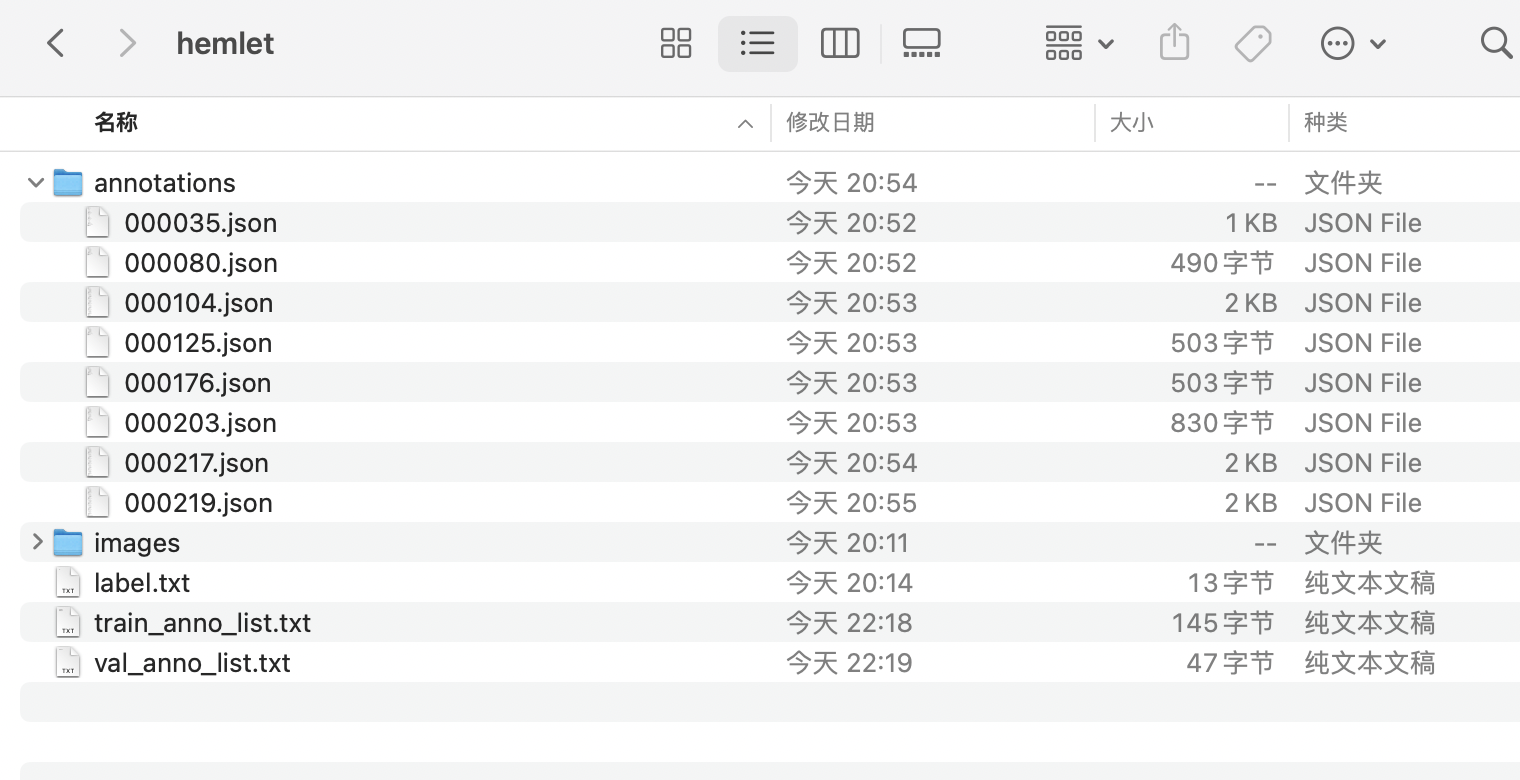 hemlet
名称 修改日期 大小 种类
annotations 今天 20:54 -- 文件夹
000035.json 今天 20:52 1 KB JSON File
000080.json 今天 20:52 490 字节 JSON File
000104.json 今天 20:53 2 KB JSON File
000125.json 今天 20:53 503 字节 JSON File
000176.json 今天 20:53 503 字节 JSON File
000203.json 今天 20:53 830 字节 JSON File
000217.json 今天 20:54 2 KB JSON File
000219.json 今天 20:55 2 KB JSON File
images 今天 20:11 -- 文件夹
TXT label.txt 今天 20:14 13 字节 纯文本文稿
TXT train_anno_list.txt 今天 22:18 145 字节 纯文本文稿
TXT val_anno_list.txt 今天 22:19 47 字节 纯文本文稿